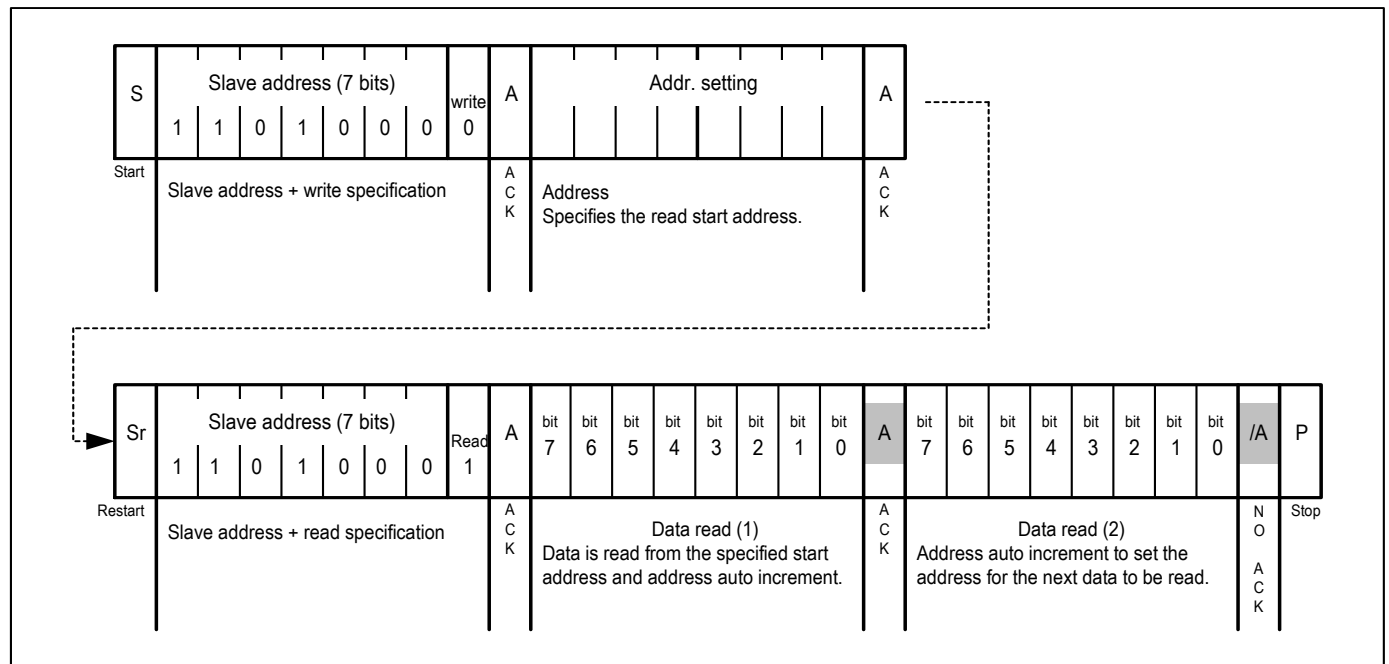 S Slave address (7 bits) write A Addr. setting A
1 1 0 1 0 0 0 0
Start
Slave address + write specification
A C K
Address
Specifies the read start address.
A C K
Sr Slave address (7 bits) Read A bit 7 bit 6 bit 5 bit 4 bit 3 bit 2 bit 1 bit 0 A bit 7 bit 6 bit 5 bit 4 bit 3 bit 2 bit 1 bit 0 /A P
1 1 0 1 0 0 0 1
Restart
Slave address + read specification
A C K
Data read (1)
Data is read from the specified start
address and address auto increment.
A C K
Data read (2)
Address auto increment to set the
address for the next data to be read.
N O A C K
Stop